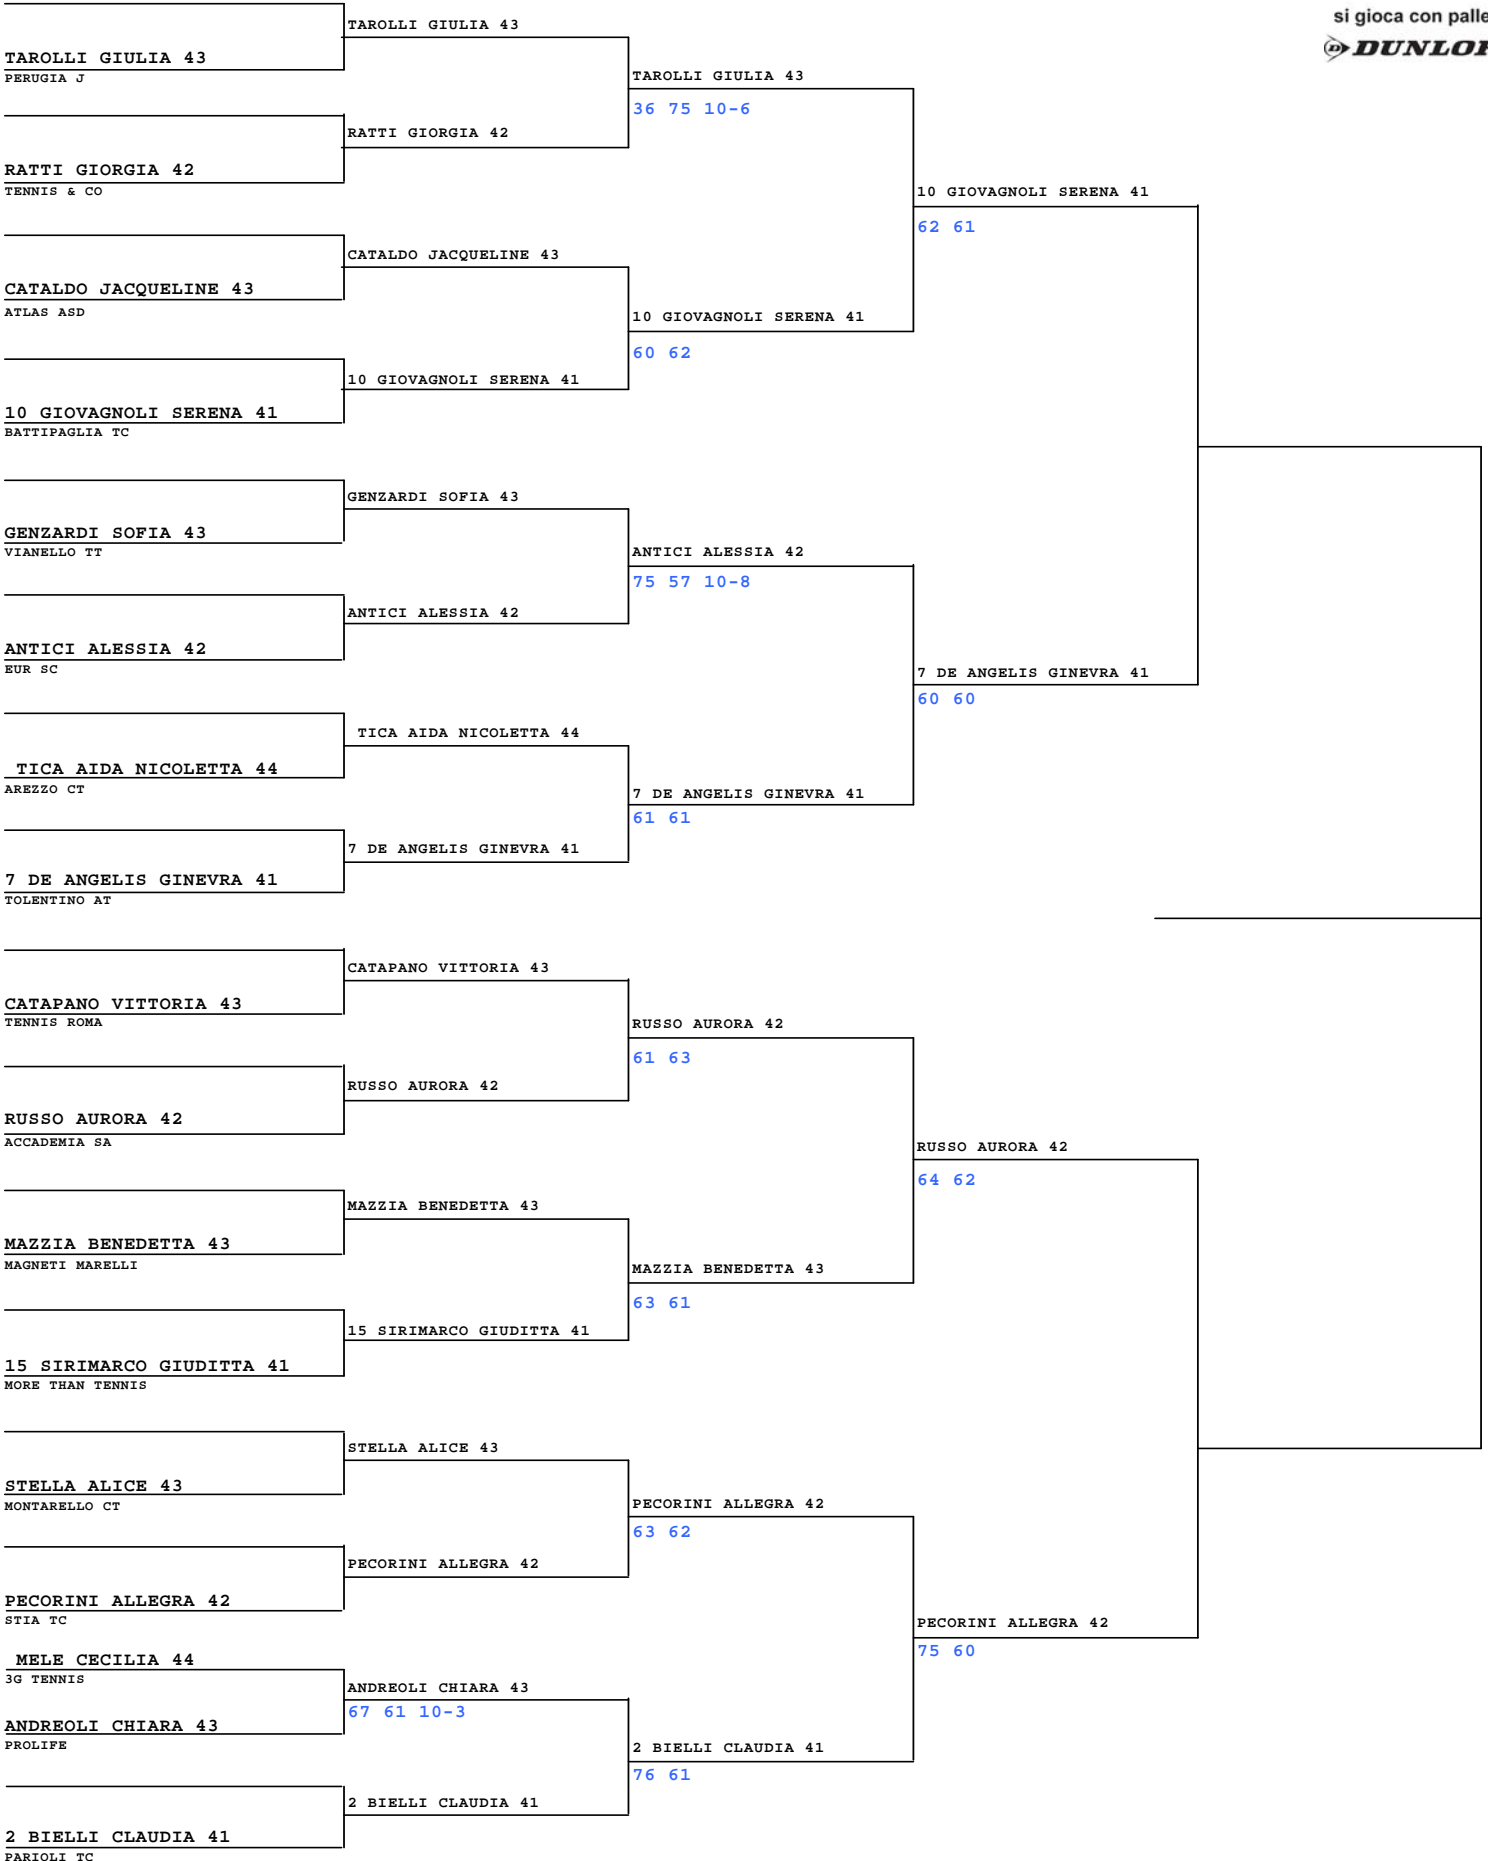 si gioca con palle
DUNLOP
TAROLLI GIULIA 43
PERUGIA J
RATTI GIORGIA 42
TENNIS & CO
CATALDO JACQUELINE 43
ATLAS ASD
10 GIOVAGNOLI SERENA 41
BATTIPAGLIA TC
GENZARDI SOFIA 43
VIANELLO TT
ANTICI ALESSIA 42
EUR SC
TICA AIDA NICOLETTA 44
AREZZO CT
7 DE ANGELIS GINEVRA 41
TOLENTINO AT
CATAPANO VITTORIA 43
TENNIS ROMA
RUSSO AURORA 42
ACCADEMIA SA
MAZZIA BENEDETTA 43
MAGNETI MARELLI
15 SIRIMARCO GIUDITTA 41
MORE THAN TENNIS
STELLA ALICE 43
MONTARELLO CT
PECORINI ALLEGRA 42
STIA TC
MELE CECILIA 44
3G TENNIS
ANDREOLI CHIARA 43
PROLIFE
2 BIELLI CLAUDIA 41
PARIOLI TC
TAROLLI GIULIA 43
RATTI GIORGIA 42
CATALDO JACQUELINE 43
10 GIOVAGNOLI SERENA 41
GENZARDI SOFIA 43
ANTICI ALESSIA 42
TICA AIDA NICOLETTA 44
7 DE ANGELIS GINEVRA 41
CATAPANO VITTORIA 43
RUSSO AURORA 42
MAZZIA BENEDETTA 43
15 SIRIMARCO GIUDITTA 41
STELLA ALICE 43
PECORINI ALLEGRA 42
ANDREOLI CHIARA 43
67 61 10-3
2 BIELLI CLAUDIA 41
TAROLLI GIULIA 43
36 75 10-6
10 GIOVAGNOLI SERENA 41
60 62
ANTICI ALESSIA 42
75 57 10-8
7 DE ANGELIS GINEVRA 41
61 61
RUSSO AURORA 42
61 63
MAZZIA BENEDETTA 43
63 61
PECORINI ALLEGRA 42
63 62
2 BIELLI CLAUDIA 41
76 61
10 GIOVAGNOLI SERENA 41
62 61
7 DE ANGELIS GINEVRA 41
60 60
RUSSO AURORA 42
64 62
PECORINI ALLEGRA 42
75 60